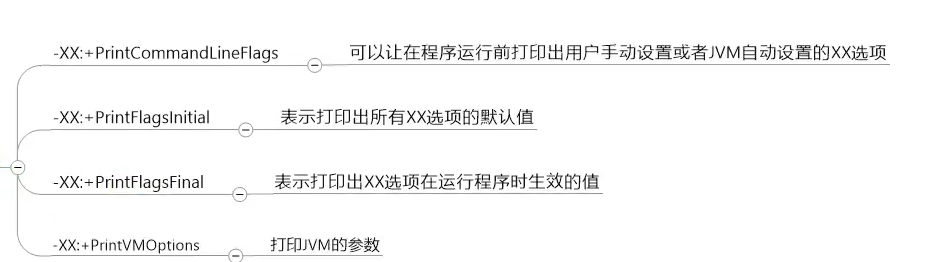 -XX:+PrintCommandLineFlags 可以让在程序运行前打印出用户手动设置或者JVM自动设置的XX选项
-XX:+PrintFlagsInitial 表示打印出所有XX选项的默认值
-XX:+PrintFlagsFinal 表示打印出XX选项在运行程序时生效的值
-XX:+PrintVMOptions 打印JVM的参数